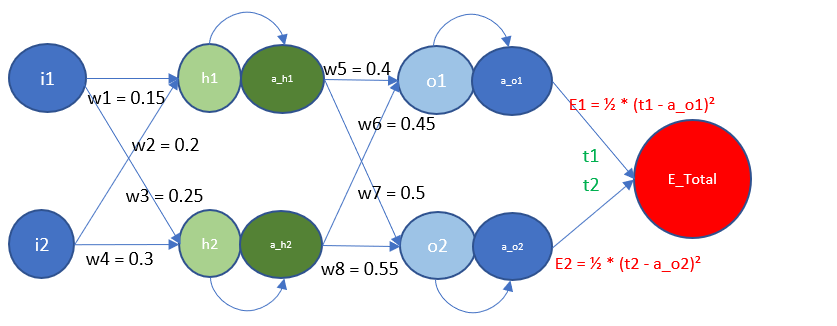 i1
h1
a_h1
w5 = 0.4
o1
a_o1
w1 = 0.15
E1 = ½ * (t1 - a_o1)²
w6 = 0.45
w2 = 0.2
t1
E_Total
t2
w3 = 0.25
w7 = 0.5
i2
h2
a_h2
o2
a_o2
w4 = 0.3
w8 = 0.55
E2 = ½ * (t2 - a_o2)²